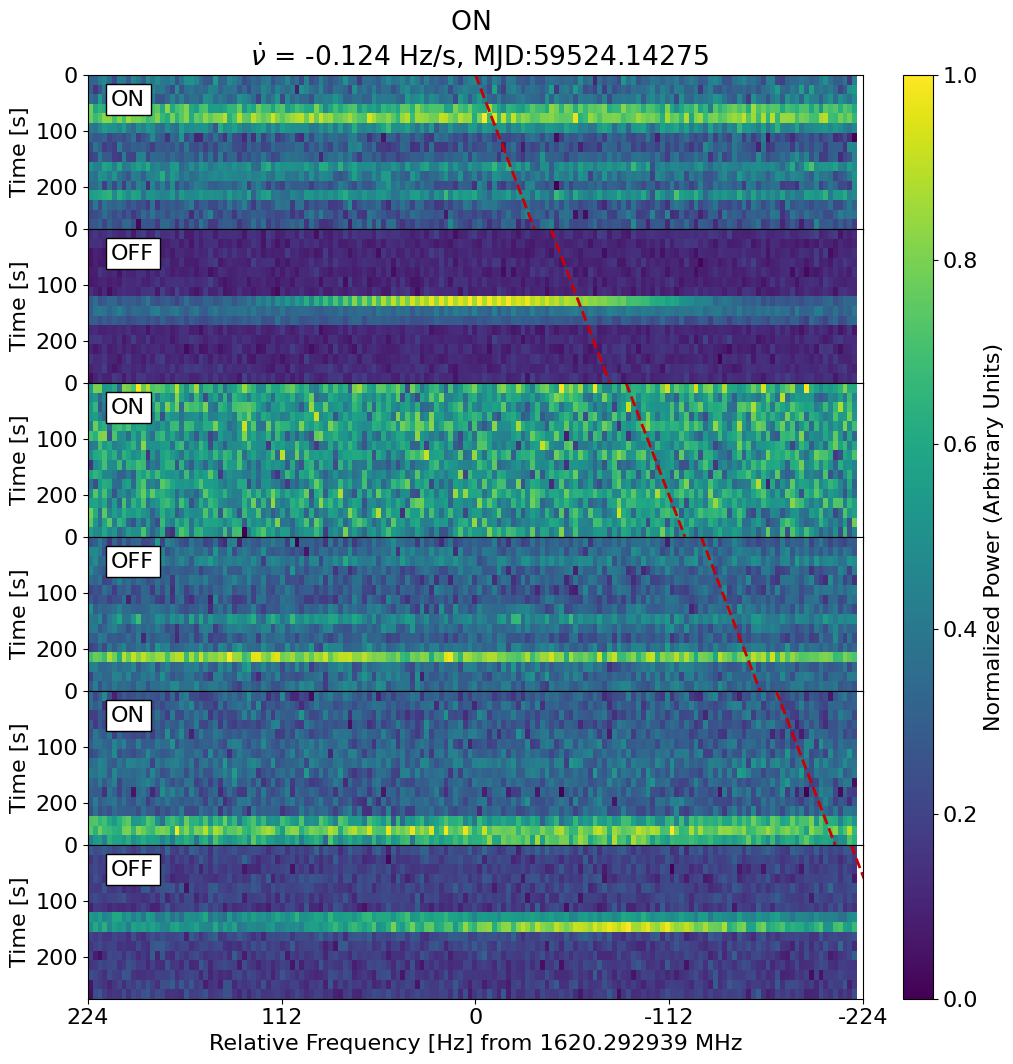 ON
ν̇ = -0.124 Hz/s, MJD:59524.14275
0
ON
100
Time [s]
200
0
OFF
100
Time [s]
200
0
ON
100
Time [s]
200
0
OFF
100
Time [s]
200
0
ON
100
Time [s]
200
0
OFF
100
Time [s]
200
224 112 0 -112 -224
Relative Frequency [Hz] from 1620.292939 MHz
1.0
0.8
0.6
0.4
0.2
0.0
Normalized Power (Arbitrary Units)